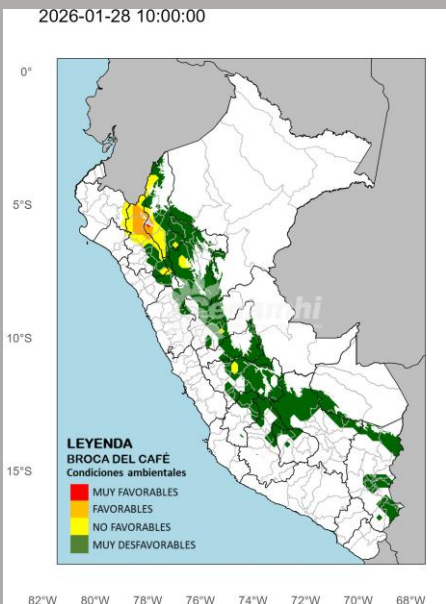 2026-01-28 10:00:00
0°
5°S
10°S
15°S
senamhi
LEYENDA
BROCA DEL CAFÉ
Condiciones ambientales
MUY FAVORABLES
FAVORABLES
NO FAVORABLES
MUY DESFAVORABLES
82°W 80°W 78°W 76°W 74°W 72°W 70°W 68°W